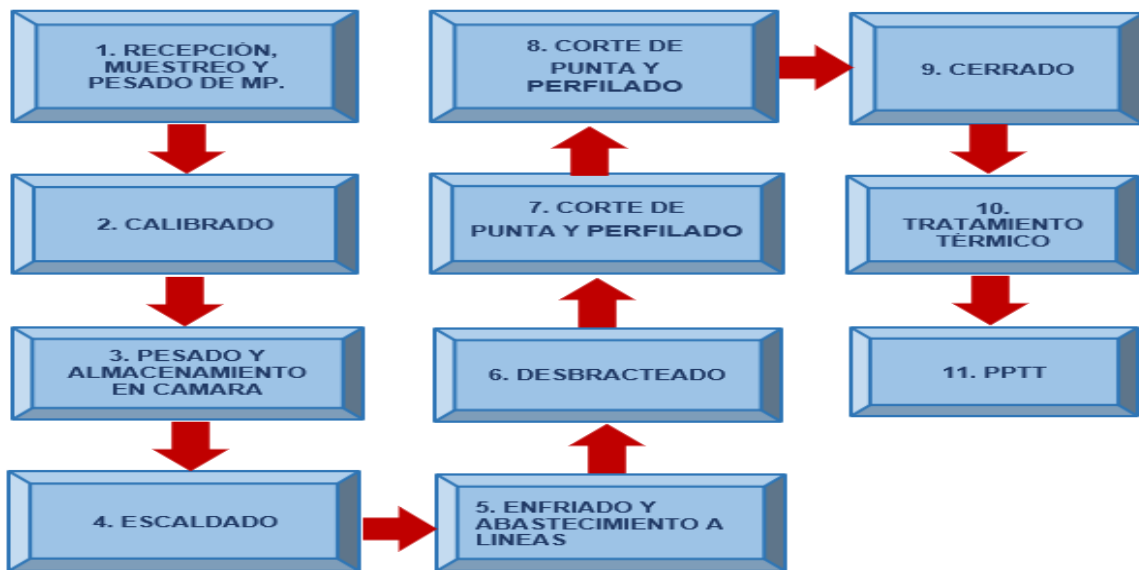 1. RECEPCIÓN,
MUESTREO Y
PESADO DE MP.
2. CALIBRADO
3. PESADO Y
ALMACENAMIENTO
EN CAMARA
4. ESCALDADO
5. ENFRIADO Y
ABASTECIMIENTO A
LINEAS
6. DESBRACTEADO
7. CORTE DE
PUNTA Y PERFILADO
8. CORTE DE
PUNTA Y
PERFILADO
9. CERRADO
10.
TRATAMIENTO
TÉRMICO
11. PPTT